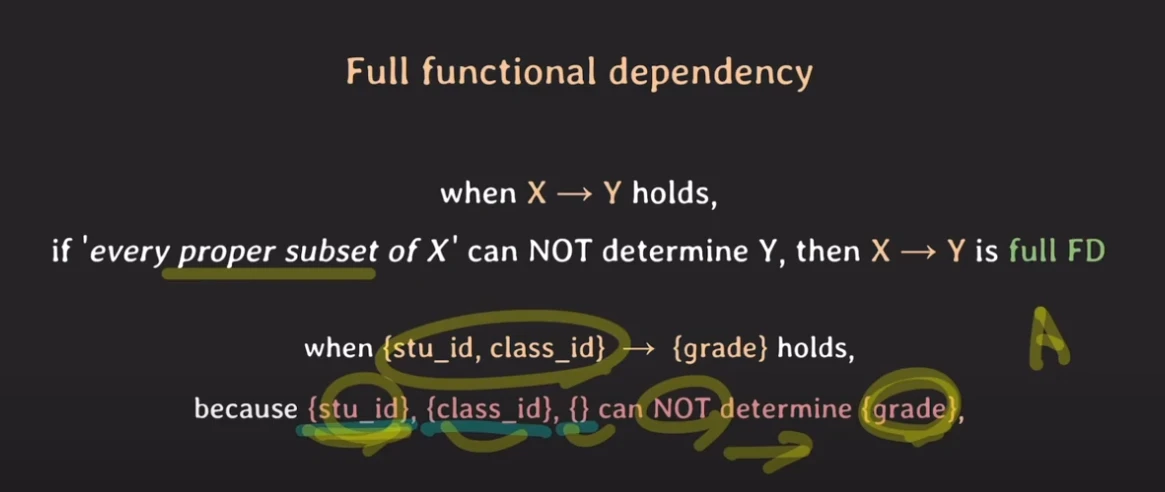 Full functional dependency
when X → Y holds,
if 'every proper subset of X' can NOT determine Y, then X → Y is full FD
A
when {stu_id, class_id} → {grade} holds,
because {stu_id}, {class_id}, {} can NOT determine {grade},